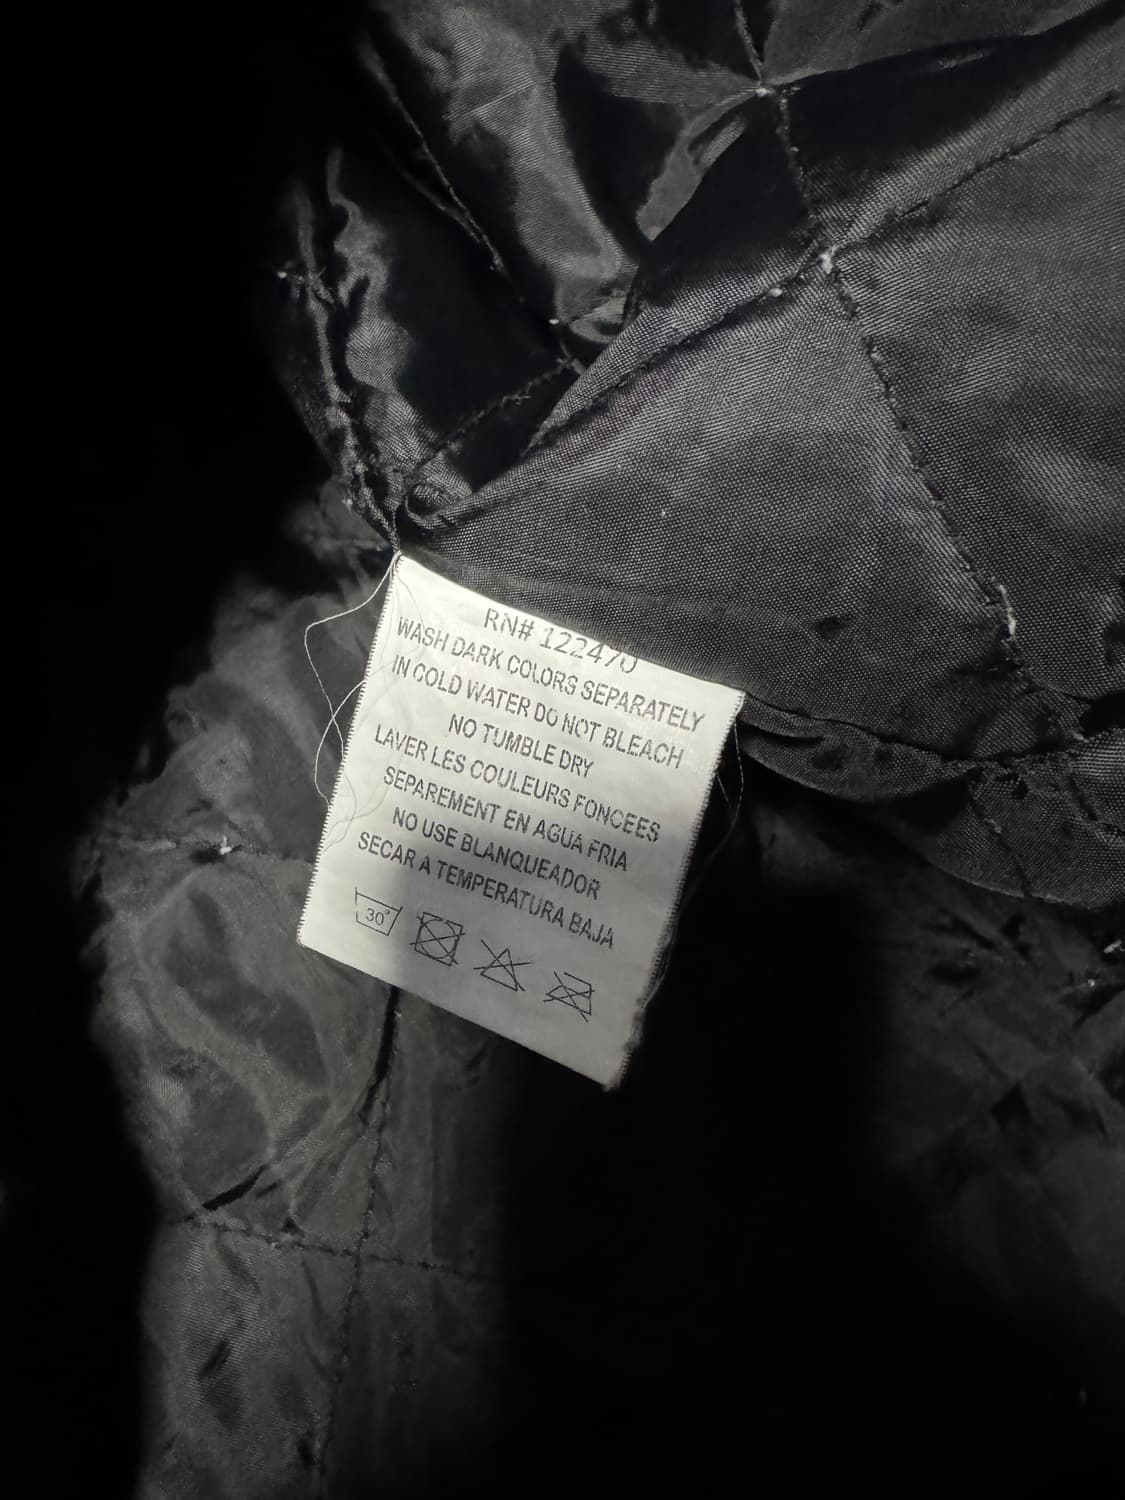 RN# 122470
WASH DARK COLORS SEPARATELY
IN COLD WATER DO NOT BLEACH
NO TUMBLE DRY
LAVER LES COULEURS FONCEES
SEPAREMENT EN AGUA FRIA
NO USE BLANQUEADOR
SECAR A TEMPERATURA BAJA
30°